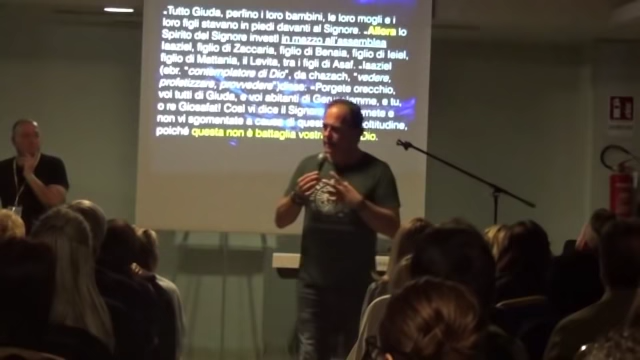 „Tutto Giuda, perfino i loro bambini, le loro mogli e i
loro figli stavano in piedi davanti al Signore. „Allora lo
Spirito del Signore investì in mezzo all'assemblea
Iaaziel, figlio di Zaccaria, figlio di Benaia, figlio di Ieiel,
figlio di Mattania, il Levita, tra i figli di Asaf. „Iaaziel
(ebr. "contemplatore di Dio", da chazach, "vedere,
profetizzare, provvedere")disse: «Porgete orecchio,
voi tutti di Giuda, e voi abitanti di e tu,
o re Giosafat! Così vi dice il
non vi sgomentate a causa di
poiché questa non è battaglia Dio.